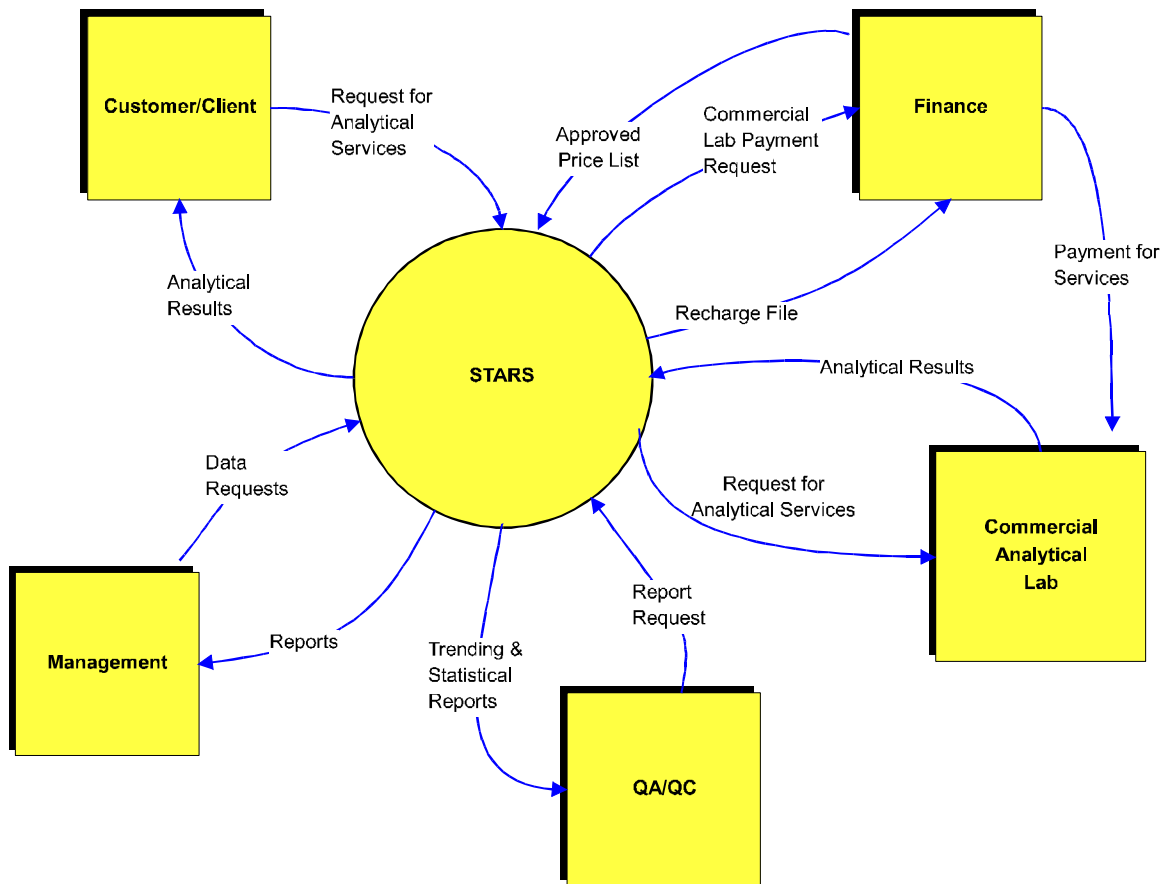 Customer/Client
Request for
Analytical
Services
Approved
Price List
Commercial
Lab Payment
Request
Finance
Payment for
Services
Analytical
Results
Recharge File
STARS
Analytical Results
Data
Requests
Request for
Analytical Services
Commercial
Analytical
Lab
Management
Reports
Trending &
Statistical
Reports
Report
Request
QA/QC